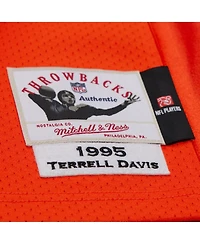 THROWBACKS
NFL
Authentic
NOSTALGIA CO.
Mitchell & Ness
PHILADELPHIA, PA.
NFL PLAYERS
1995
TERRELL DAVIS